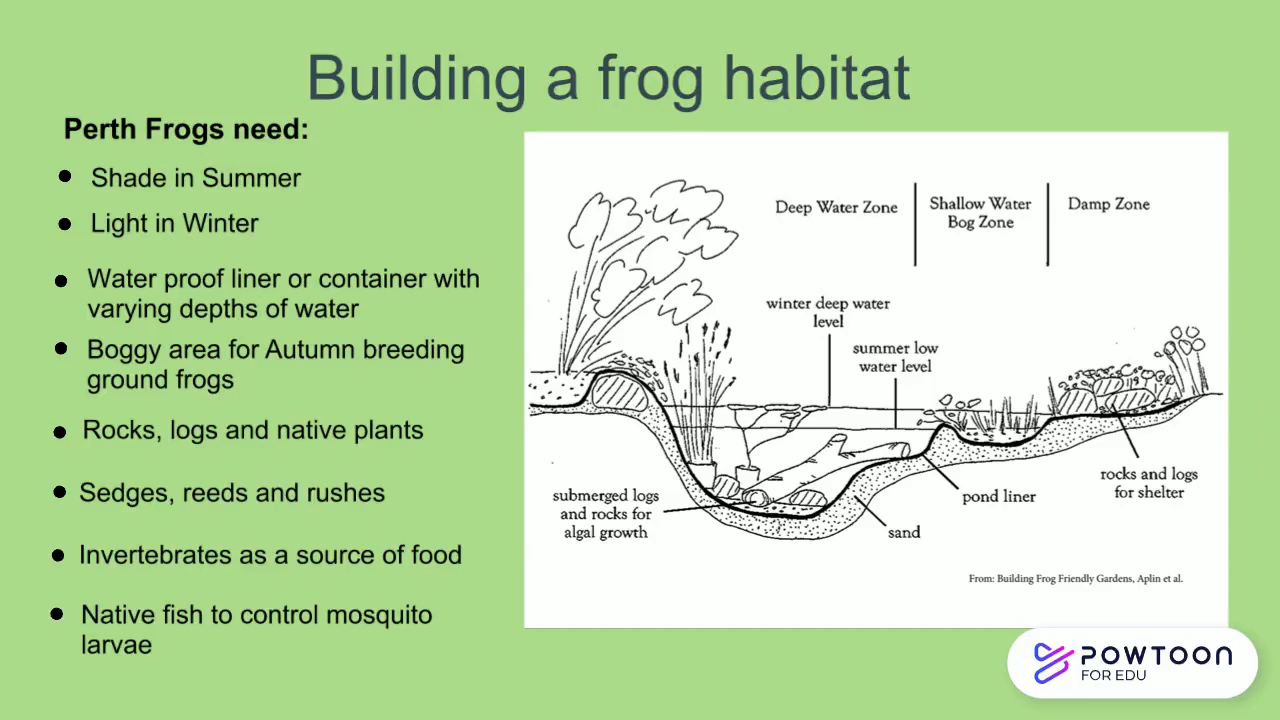 Building a frog habitat
Perth Frogs need:
Shade in Summer
Light in Winter
Water proof liner or container with
varying depths of water
Boggy area for Autumn breeding
ground frogs
Rocks, logs and native plants
Sedges, reeds and rushes
Invertebrates as a source of food
Native fish to control mosquito
larvae
Deep Water Zone
Shallow Water
Bog Zone
Damp Zone
winter deep water
level
summer low
water level
submerged logs
and rocks for
algal growth
sand
pond liner
rocks and logs
for shelter
From: Building Frog Friendly Gardens, Aplin et al.
POWTOON
FOR EDU